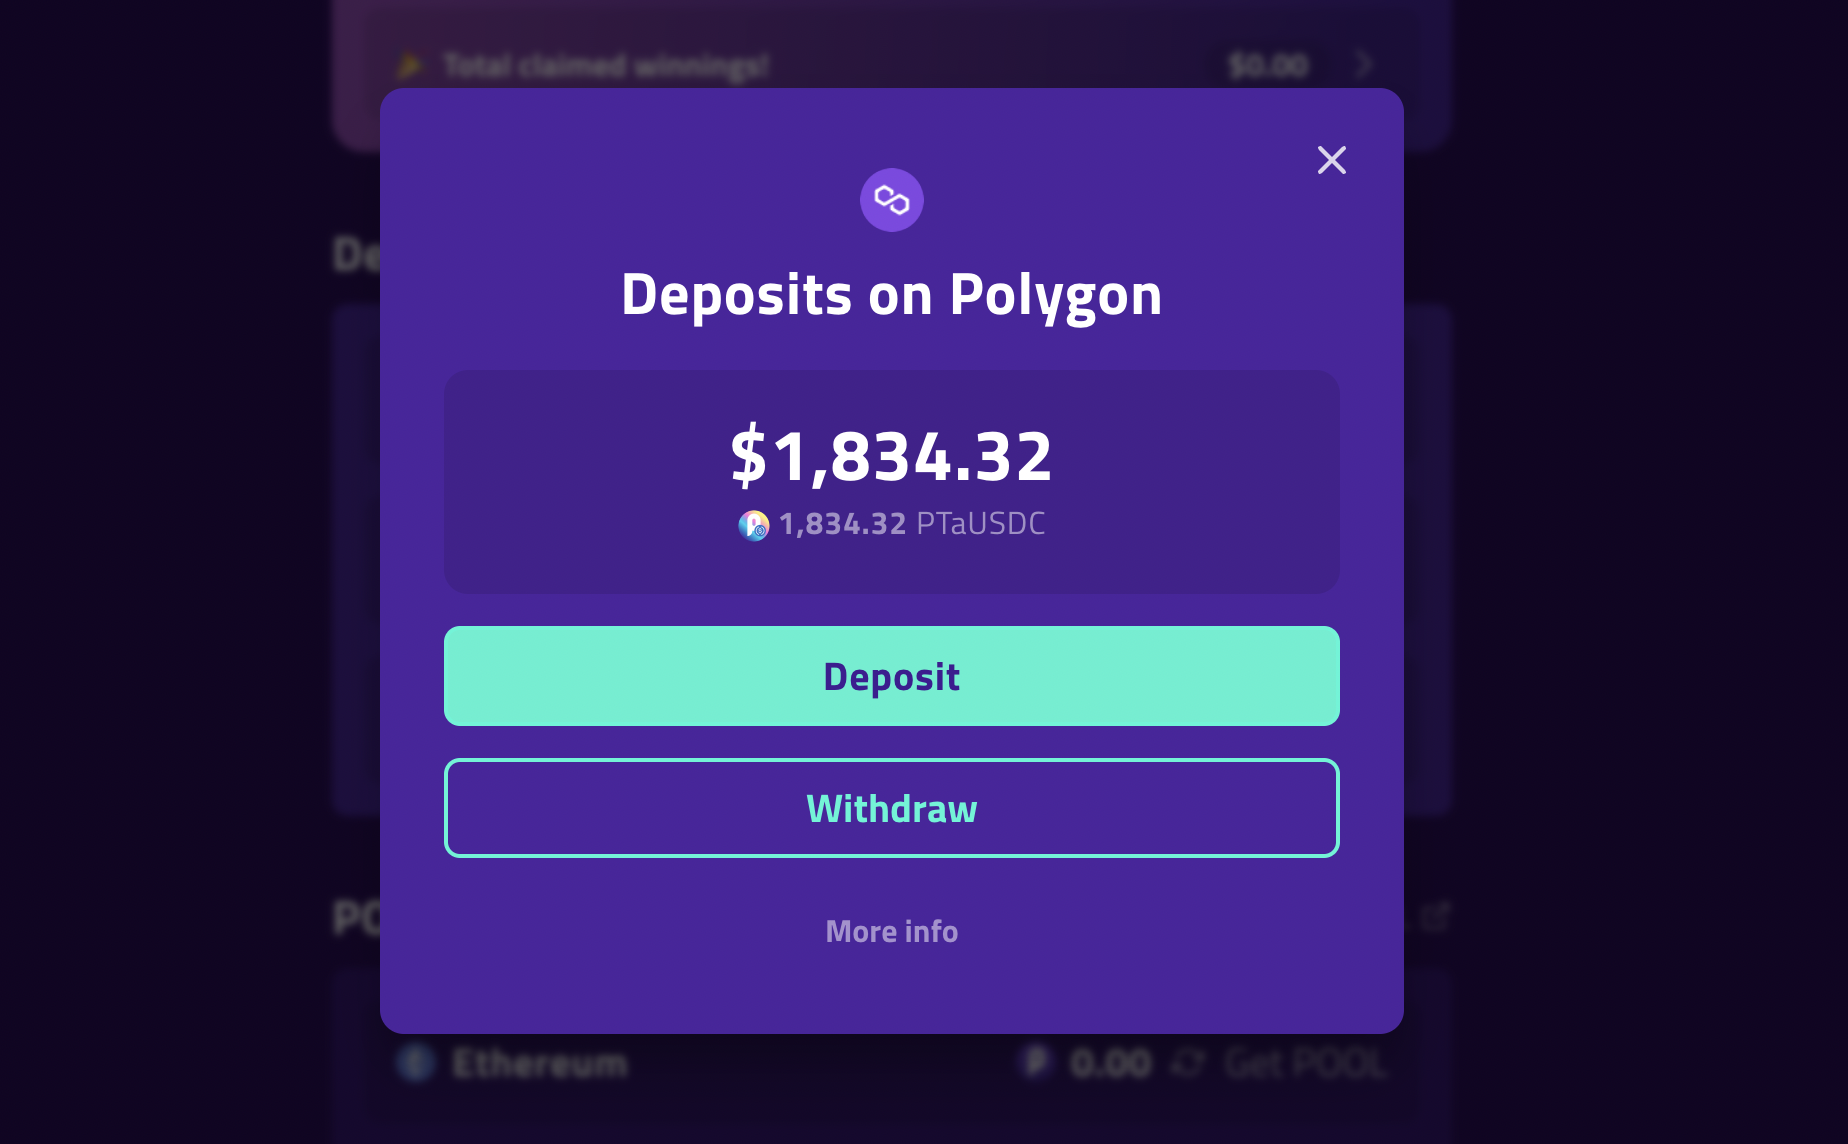 Total claimed winnings! $0.00
De
Deposits on Polygon
$1,834.32
1,834.32 PTaUSDC
Deposit
Withdraw
PO
More info
Ethereum 0.00 Get POOL